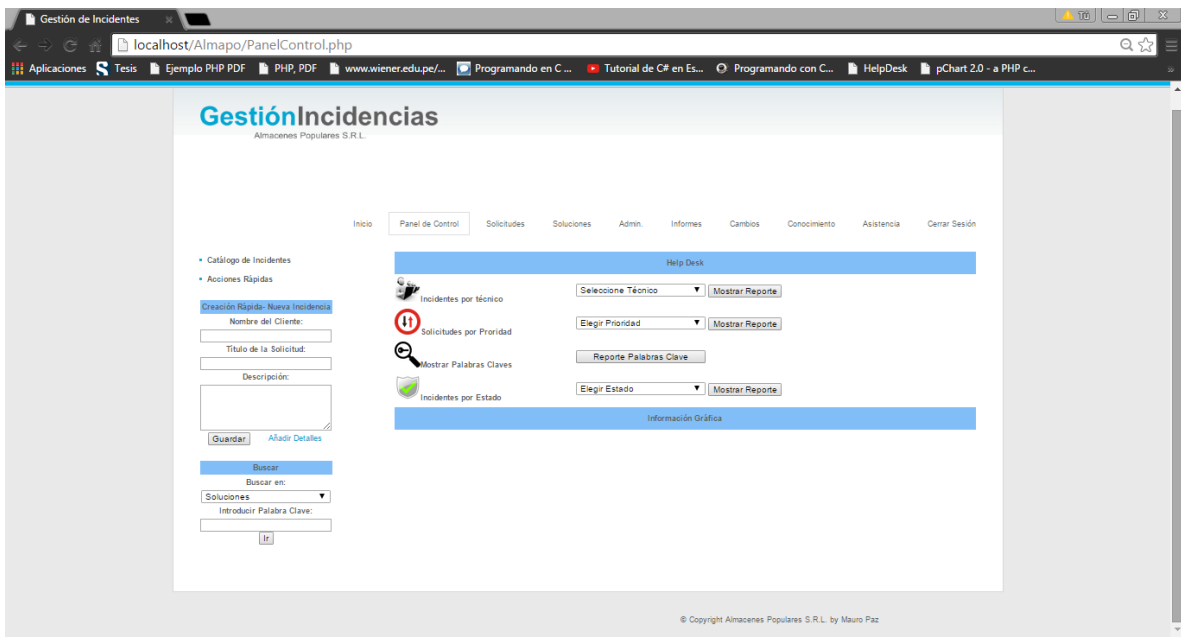 Gestión de Incidentes
Tú
localhost/Almapo/PanelControl.php
Aplicaciones Tesis Ejemplo PHP PDF PHP, PDF www.wiener.edu.pe/... Programando en C ... Tutorial de C# en Es... Programando con C... HelpDesk pChart 2.0 - a PHP c...
GestiónIncidencias
Almacenes Populares S.R.L.
Inicio Panel de Control Solicitudes Soluciones Admin. Informes Cambios Conocimiento Asistencia Cerrar Sesión
Catálogo de Incidentes
Acciones Ràpidas
Creación Ràpida- Nueva Incidencia
Nombre del Cliente:
Título de la Solicitud:
Descripción:
Guardar Añadir Detalles
Buscar
Buscar en:
Soluciones
Introducir Palabra Clave:
Ir
Help Desk
Incidentes por técnico Seleccione Técnico Mostrar Reporte
Solicitudes por Proridad Elegir Prioridad Mostrar Reporte
Mostrar Palabras Claves Reporte Palabras Clave
Incidentes por Estado Elegir Estado Mostrar Reporte
Información Gràfica
© Copyright Almacenes Populares S.R.L. by Mauro Paz